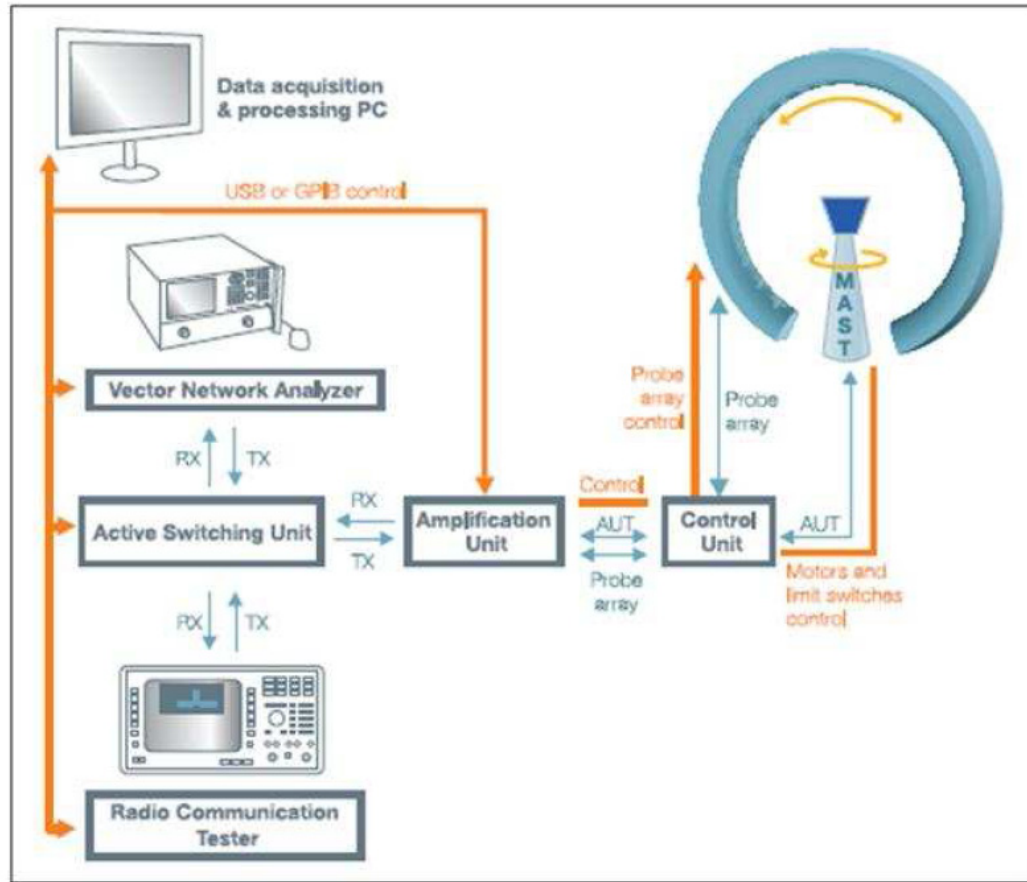 Data acquisition
& processing PC
USB or GPIB control
Vector Network Analyzer
RX
TX
Active Switching Unit
RX
TX
Amplification
Unit
Control
AUT
Probe
array
Control
Unit
Probe
array
control
Probe
array
MAST
AUT
Motors and
limit switches
control
RX
TX
Radio Communication
Tester